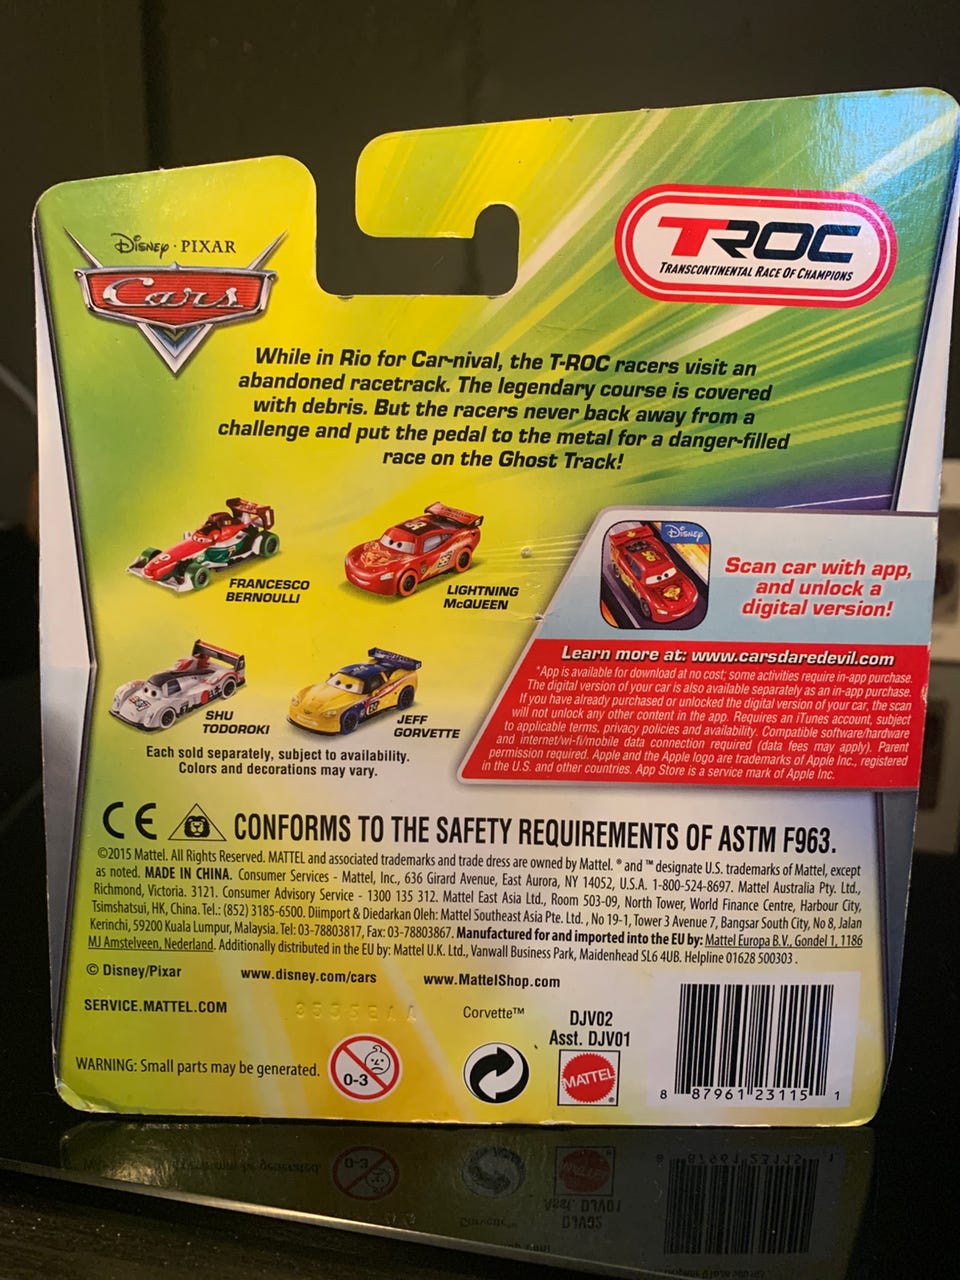 Disney · PIXAR
Cars
T-ROC
TRANSCONTINENTAL RACE OF CHAMPIONS
While in Rio for Car-nival, the T-ROC racers visit an
abandoned racetrack. The legendary course is covered
with debris. But the racers never back away from a
challenge and put the pedal to the metal for a danger-filled
race on the Ghost Track!
FRANCESCO
BERNOULLI
LIGHTNING
McQUEEN
SHU
TODOROKI
JEFF
GORVETTE
Each sold separately, subject to availability.
Colors and decorations may vary.
Disney
Scan car with app,
and unlock a
digital version!
Learn more at: www.carsdaredevil.com
*App is available for download at no cost; some activities require in-app purchase.
The digital version of your car is also available separately as an in-app purchase.
If you have already purchased or unlocked the digital version of your car, the scan
will not unlock any other content in the app. Requires an iTunes account, subject
to applicable terms, privacy policies and availability. Compatible software/hardware
and internet/wi-fi/mobile data connection required (data fees may apply). Parent
permission required. Apple and the Apple logo are trademarks of Apple Inc., registered
in the U.S. and other countries. App Store is a service mark of Apple Inc.
CE CONFORMS TO THE SAFETY REQUIREMENTS OF ASTM F963.
©2015 Mattel. All Rights Reserved. MATTEL and associated trademarks and trade dress are owned by Mattel. ® and ™ designate U.S. trademarks of Mattel, except
as noted. MADE IN CHINA. Consumer Services - Mattel, Inc., 636 Girard Avenue, East Aurora, NY 14052, U.S.A. 1-800-524-8697. Mattel Australia Pty. Ltd.,
Richmond, Victoria. 3121. Consumer Advisory Service - 1300 135 312. Mattel East Asia Ltd., Room 503-09, North Tower, World Finance Centre, Harbour City,
Tsimshatsui, HK, China. Tel.: (852) 3185-6500. Diimport & Diedarkan Oleh: Mattel Southeast Asia Pte. Ltd., No 19-1, Tower 3 Avenue 7, Bangsar South City, No 8, Jalan
Kerinchi, 59200 Kuala Lumpur, Malaysia. Tel: 03-78803817, Fax: 03-78803867. Manufactured for and imported into the EU by: Mattel Europa B.V., Gondel 1, 1186
MJ Amstelveen, Nederland. Additionally distributed in the EU by: Mattel U.K. Ltd., Vanwall Business Park, Maidenhead SL6 4UB. Helpline 01628 500303.
© Disney/Pixar www.disney.com/cars www.MattelShop.com
SERVICE.MATTEL.COM
Corvette™
DJV02
Asst. DJV01
WARNING: Small parts may be generated.
0-3
MATTEL
8 87961 23115 1